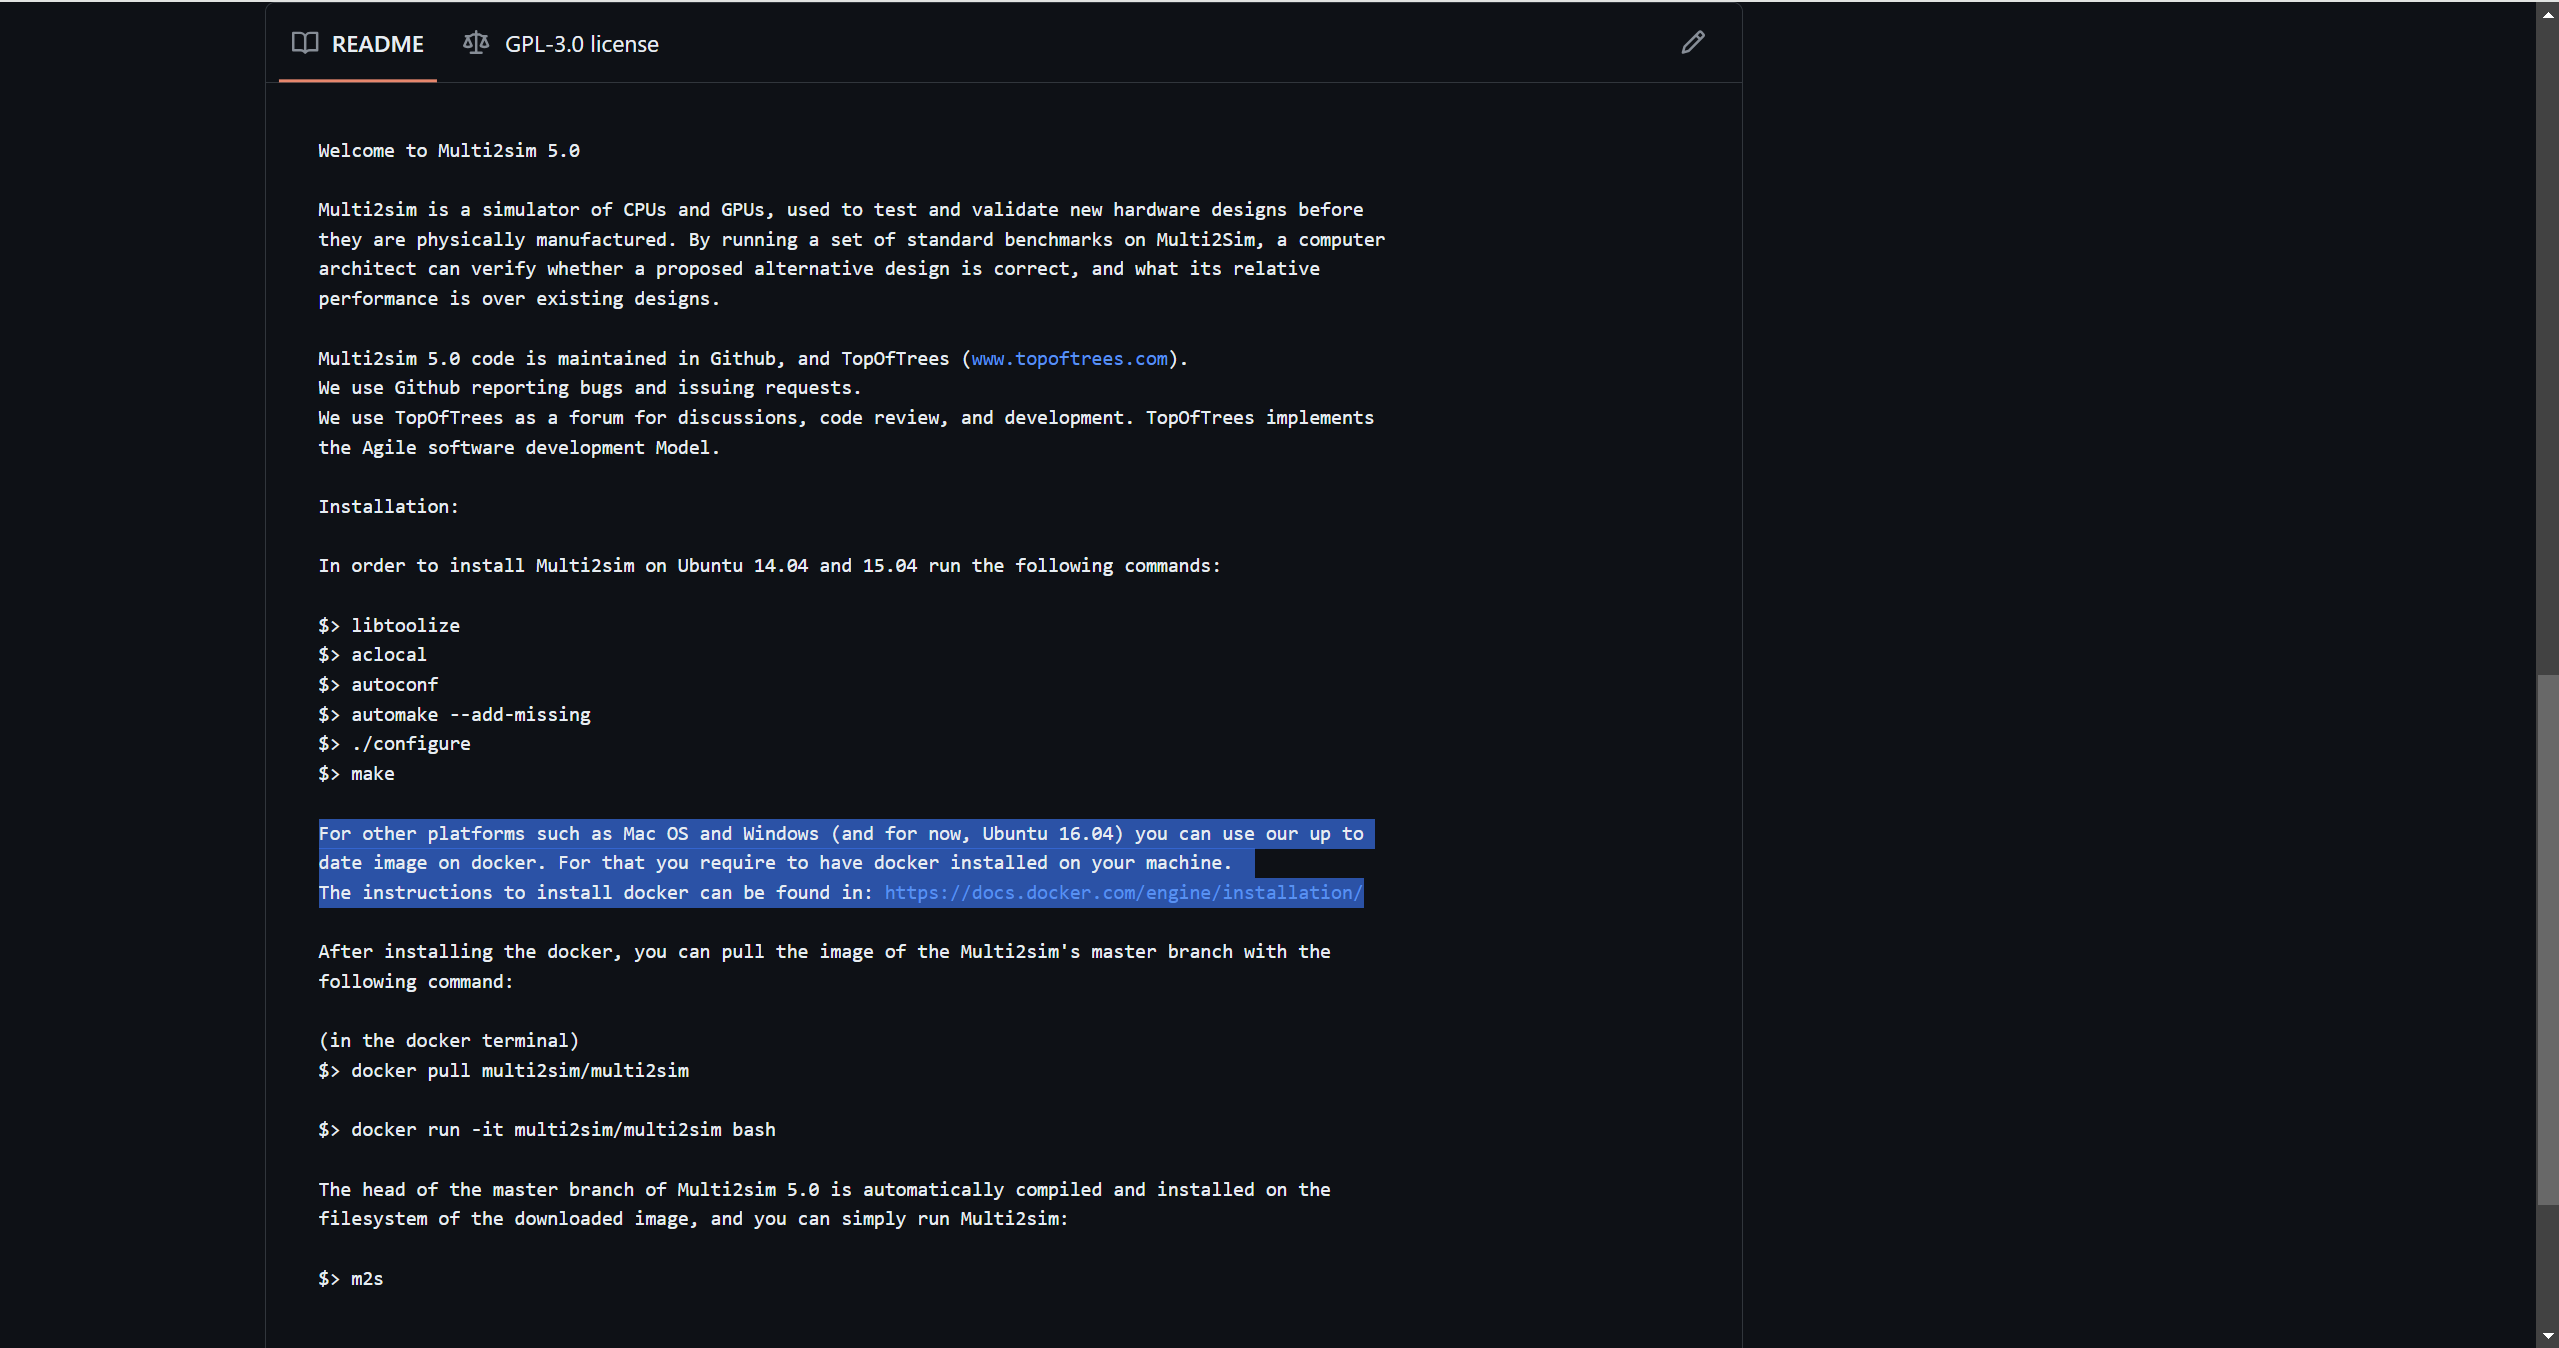 README
GPL-3.0 license
Welcome to Multi2sim 5.0
Multi2sim is a simulator of CPUs and GPUs, used to test and validate new hardware designs before
they are physically manufactured. By running a set of standard benchmarks on Multi2Sim, a computer
architect can verify whether a proposed alternative design is correct, and what its relative
performance is over existing designs.
Multi2sim 5.0 code is maintained in Github, and TopOfTrees (www.topoftrees.com).
We use Github reporting bugs and issuing requests.
We use TopOfTrees as a forum for discussions, code review, and development. TopOfTrees implements
the Agile software development Model.
Installation:
In order to install Multi2sim on Ubuntu 14.04 and 15.04 run the following commands:
$> libtoolize
$> aclocal
$> autoconf
$> automake --add-missing
$> ./configure
$> make
For other platforms such as Mac OS and Windows (and for now, Ubuntu 16.04) you can use our up to
date image on docker. For that you require to have docker installed on your machine.
The instructions to install docker can be found in: https://docs.docker.com/engine/installation/
After installing the docker, you can pull the image of the Multi2sim's master branch with the
following command:
(in the docker terminal)
$> docker pull multi2sim/multi2sim
$> docker run -it multi2sim/multi2sim bash
The head of the master branch of Multi2sim 5.0 is automatically compiled and installed on the
filesystem of the downloaded image, and you can simply run Multi2sim:
$> m2s